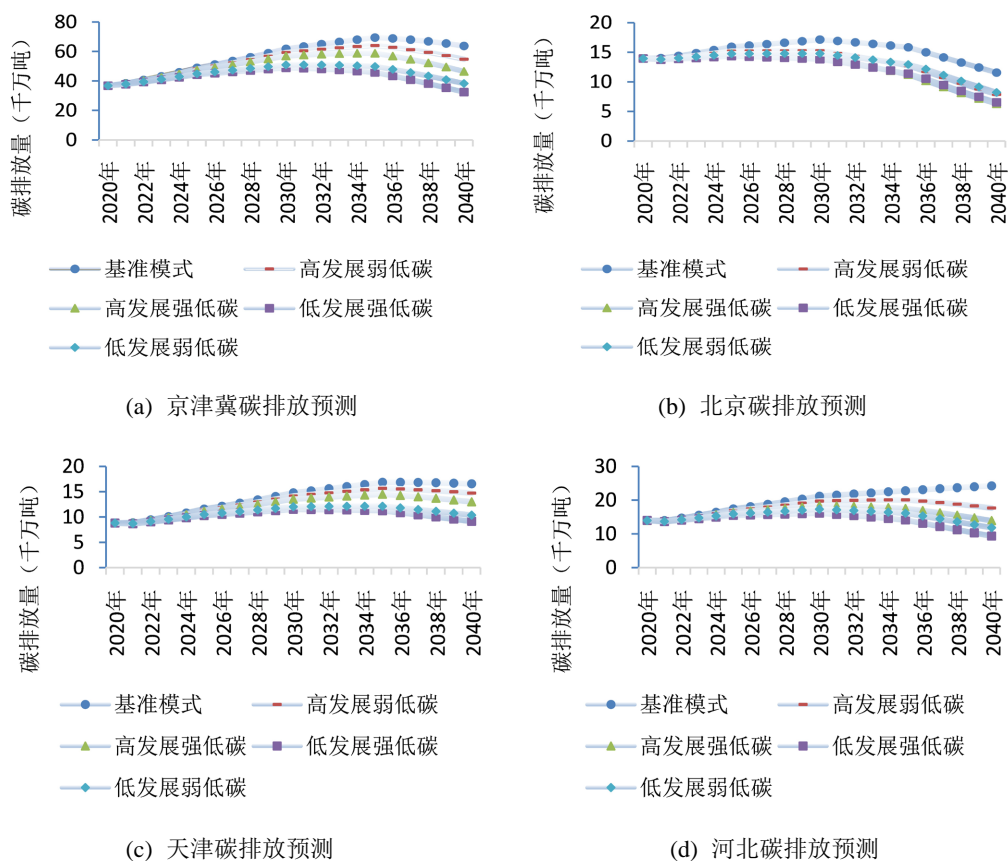 碳排放量（千万吨）
80
60
40
20
0
2020年
2022年
2024年
2026年
2028年
2030年
2032年
2034年
2036年
2038年
2040年
基准模式 高发展弱低碳
高发展强低碳 低发展强低碳
低发展弱低碳
(a) 京津冀碳排放预测
碳排放量（千万吨）
20
15
10
5
0
2020年
2022年
2024年
2026年
2028年
2030年
2032年
2034年
2036年
2038年
2040年
基准模式 高发展弱低碳
高发展强低碳 低发展强低碳
低发展弱低碳
(b) 北京碳排放预测
碳排放量（千万吨）
20
15
10
5
0
2020年
2022年
2024年
2026年
2028年
2030年
2032年
2034年
2036年
2038年
2040年
基准模式 高发展弱低碳
高发展强低碳 低发展强低碳
低发展弱低碳
(c) 天津碳排放预测
碳排放量（千万吨）
30
20
10
0
2020年
2022年
2024年
2026年
2028年
2030年
2032年
2034年
2036年
2038年
2040年
基准模式 高发展弱低碳
高发展强低碳 低发展强低碳
低发展弱低碳
(d) 河北碳排放预测